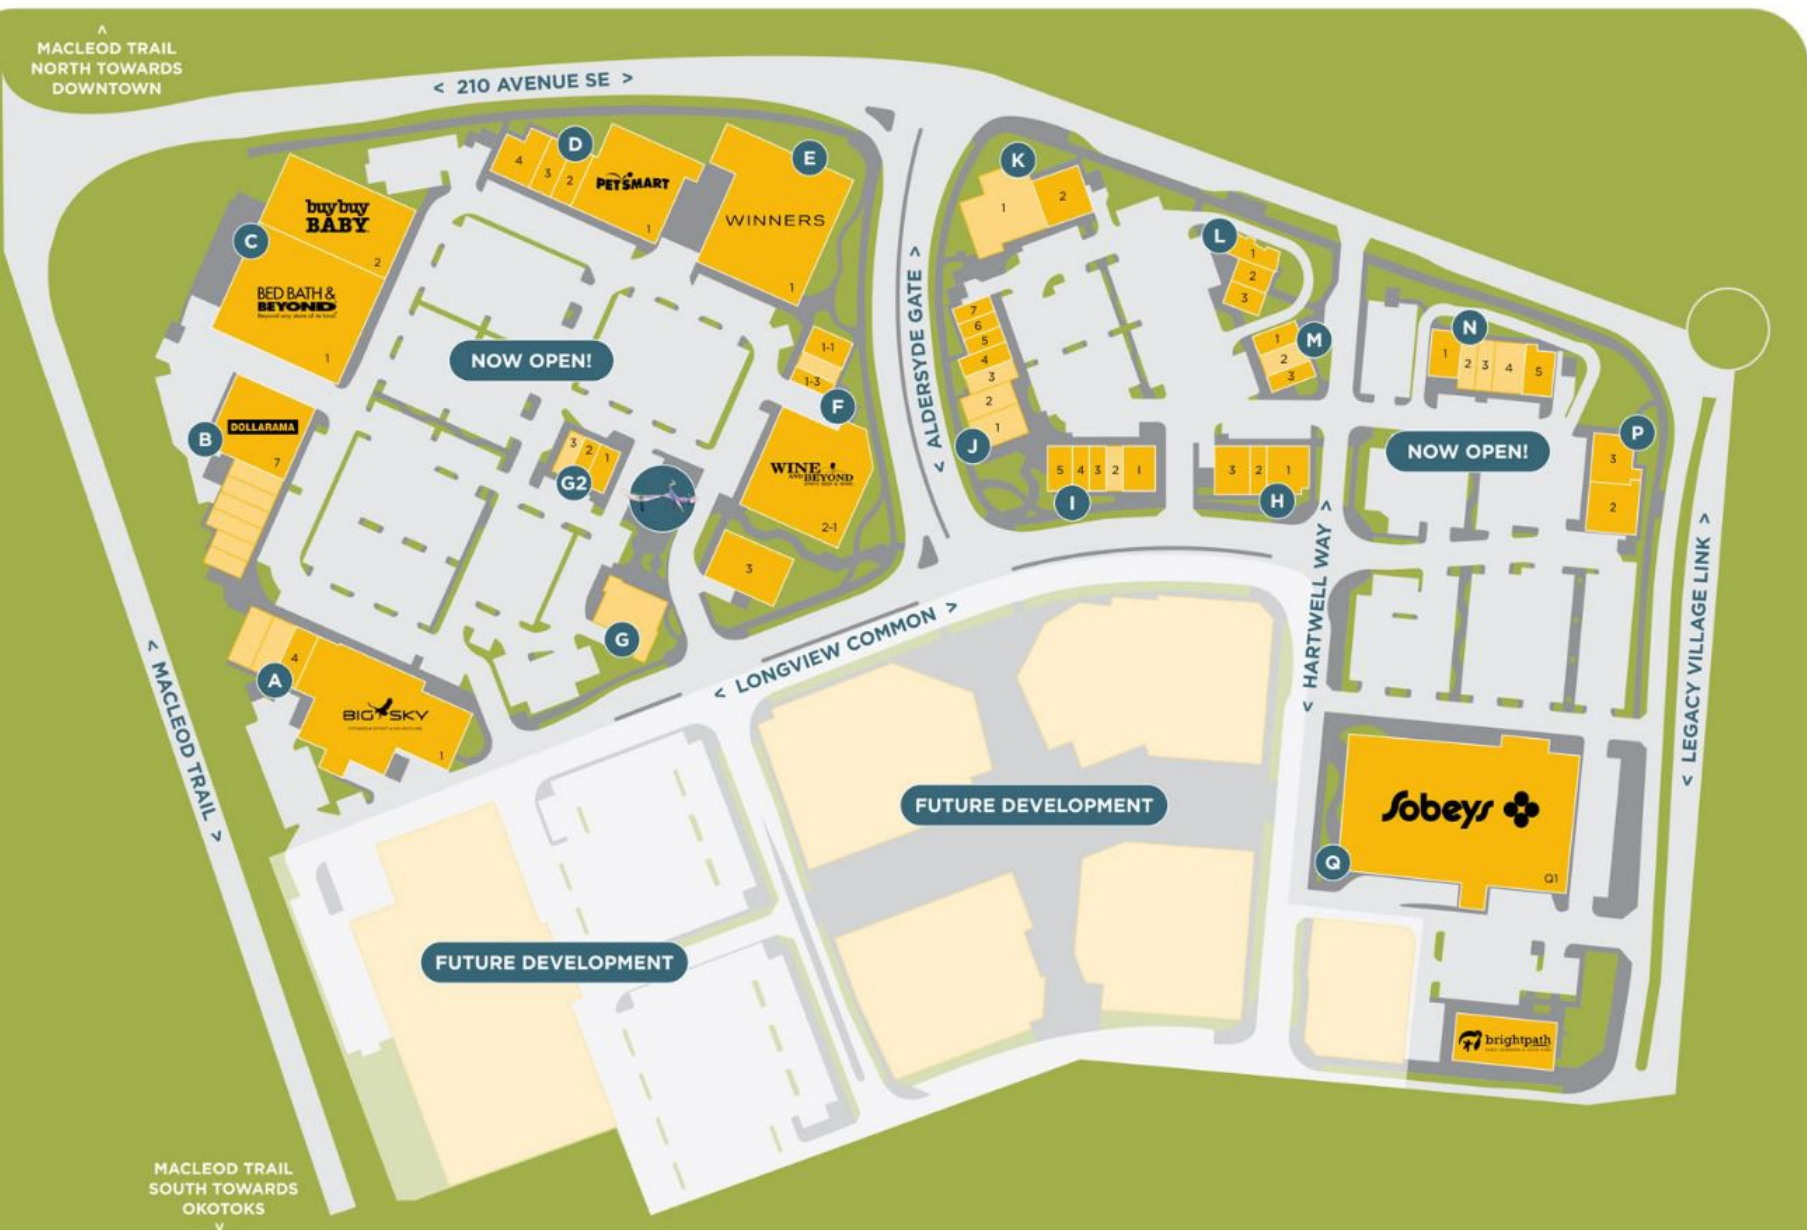 ^
MACLEOD TRAIL
NORTH TOWARDS
DOWNTOWN
< 210 AVENUE SE >
D
4
3
2
PETSMART
1
E
WINNERS
1
K
1
2
buybuy
BABY
2
C
BED BATH &
BEYOND
1
NOW OPEN!
1-1
1-3
F
< ALDERSYDE GATE >
L
1
2
3
M
1
2
3
N
1
2
3
4
5
7
6
5
4
3
2
1
J
B
DOLLARAMA
7
3
2
1
G2
WINE
AND BEYOND
2-1
3
5
4
3
2
1
I
3
2
1
H
NOW OPEN!
P
3
2
G
4
A
BIG SKY
1
< MACLEOD TRAIL >
< LONGVIEW COMMON >
< HARTWELL WAY >
< LEGACY VILLAGE LINK >
FUTURE DEVELOPMENT
Sobeys
Q
Q1
FUTURE DEVELOPMENT
brightpath
MACLEOD TRAIL
SOUTH TOWARDS
OKOTOKS
v